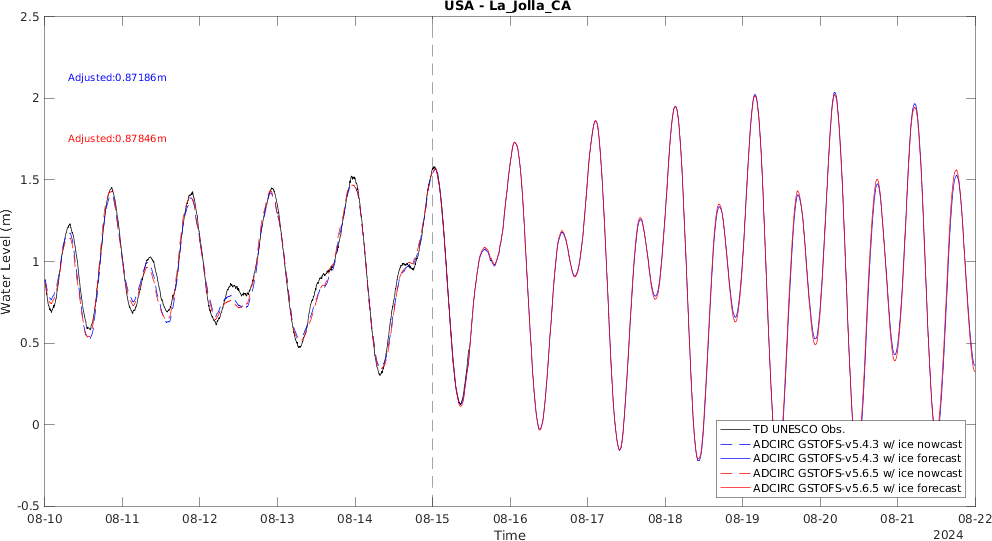 USA - La_Jolla_CA
2.5
2
1.5
1
0.5
0
-0.5
Water Level (m)
Adjusted:0.87186m
Adjusted:0.87846m
TD UNESCO Obs.
ADCIRC GSTOFS-v5.4.3 w/ ice nowcast
ADCIRC GSTOFS-v5.4.3 w/ ice forecast
ADCIRC GSTOFS-v5.6.5 w/ ice nowcast
ADCIRC GSTOFS-v5.6.5 w/ ice forecast
08-10 08-11 08-12 08-13 08-14 08-15 08-16 08-17 08-18 08-19 08-20 08-21 08-22
Time
2024